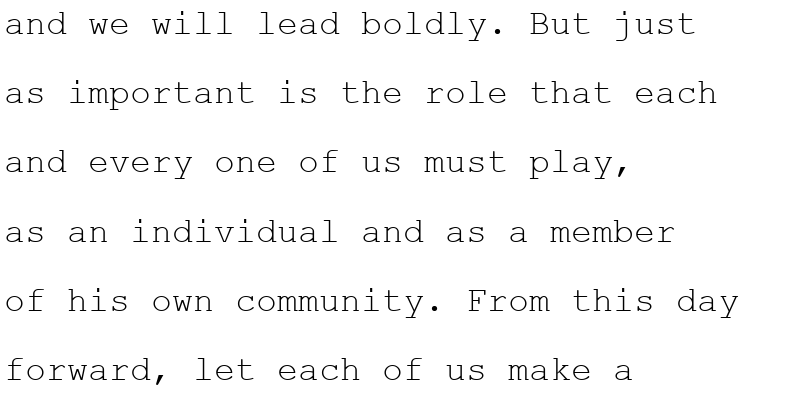 and we will lead boldly. But just
as important is the role that each
and every one of us must play,
as an individual and as a member
of his own community. From this day
forward, let each of us make a